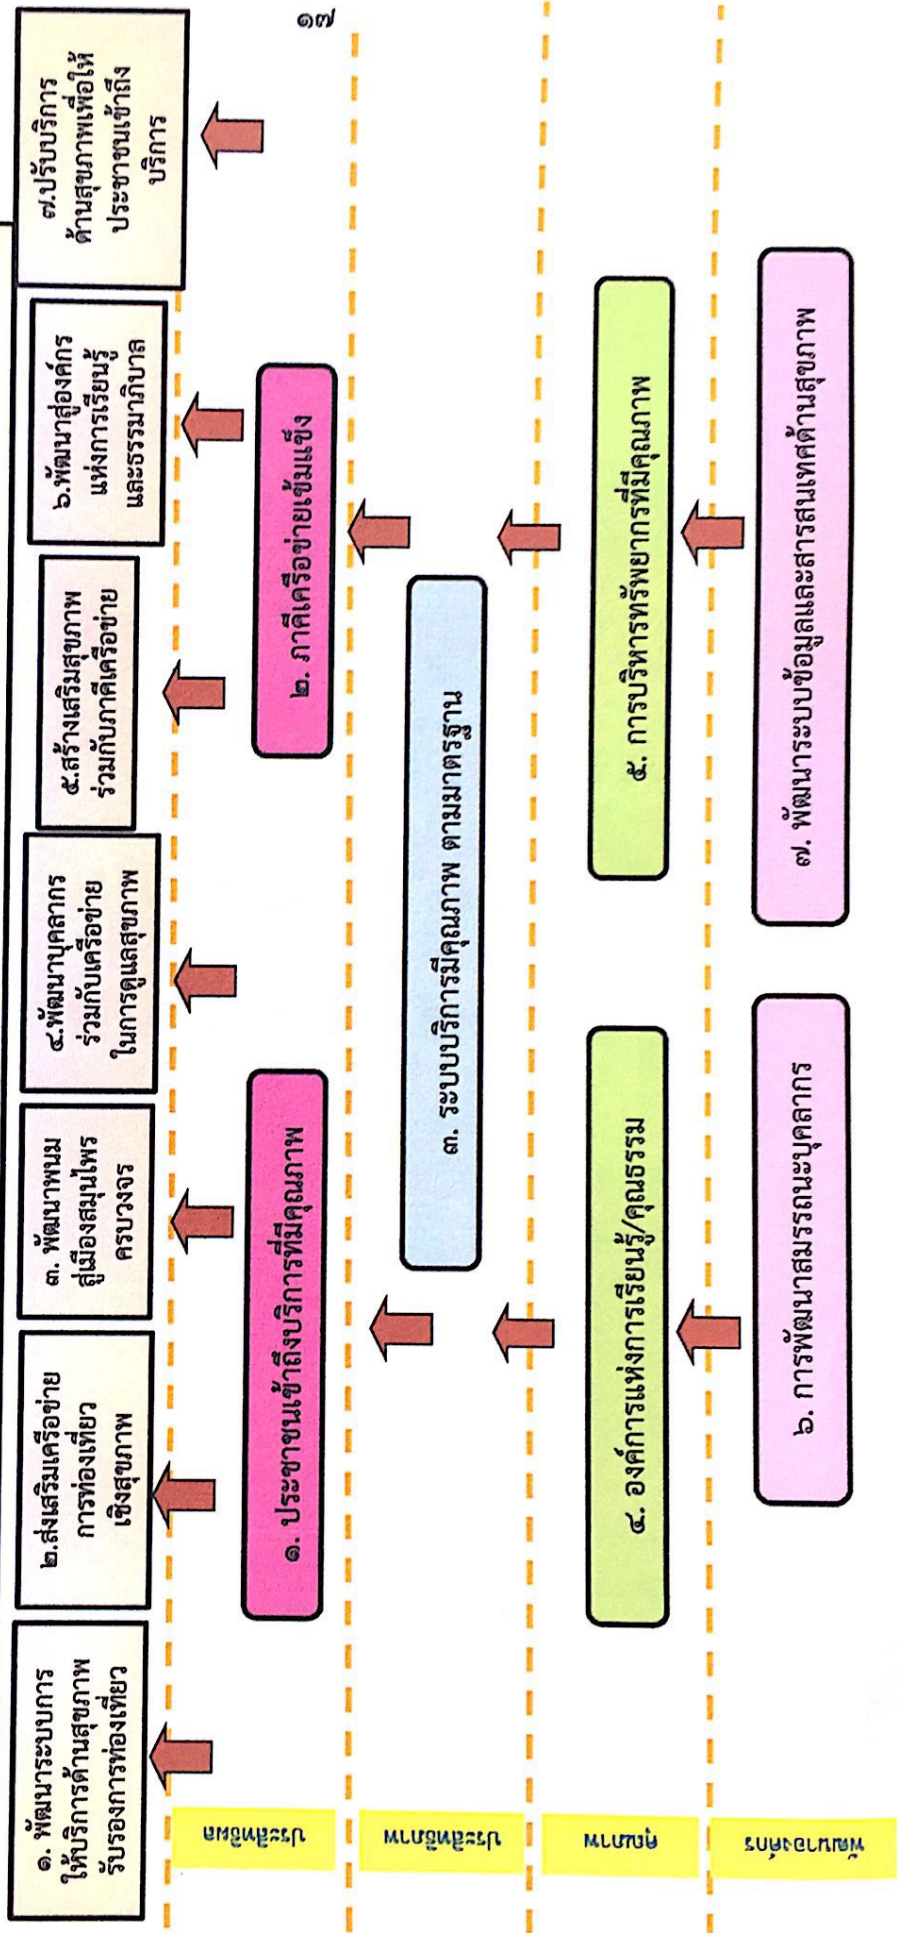 ๑๗
๑. พัฒนาระบบการ
ให้บริการด้านสุขภาพ
รับรองการท่องเที่ยว
๒.ส่งเสริมเครือข่าย
การท่องเที่ยว
เชิงสุขภาพ
๓. พัฒนาพนม
สู่เมืองสมุนไพร
ครบวงจร
๔.พัฒนาบุคลากร
ร่วมกับเครือข่าย
ในการดูแลสุขภาพ
๕.สร้างเสริมสุขภาพ
ร่วมกับภาคีเครือข่าย
๖.พัฒนาสู่องค์กร
แห่งการเรียนรู้
และธรรมาภิบาล
๗.ปรับบริการ
ด้านสุขภาพเพื่อให้
ประชาชนเข้าถึง
บริการ
ประสิทธิผล
๑. ประชาชนเข้าถึงบริการที่มีคุณภาพ
๒. ภาคีเครือข่ายเข้มแข็ง
ประสิทธิภาพ
๓. ระบบบริการมีคุณภาพ ตามมาตรฐาน
คุณภาพ
๔. องค์การแห่งการเรียนรู้/คุณธรรม
๕. การบริหารทรัพยากรที่มีคุณภาพ
พัฒนาองค์กร
๖. การพัฒนาสมรรถนะบุคลากร
๗. พัฒนาระบบข้อมูลและสารสนเทศด้านสุขภาพ